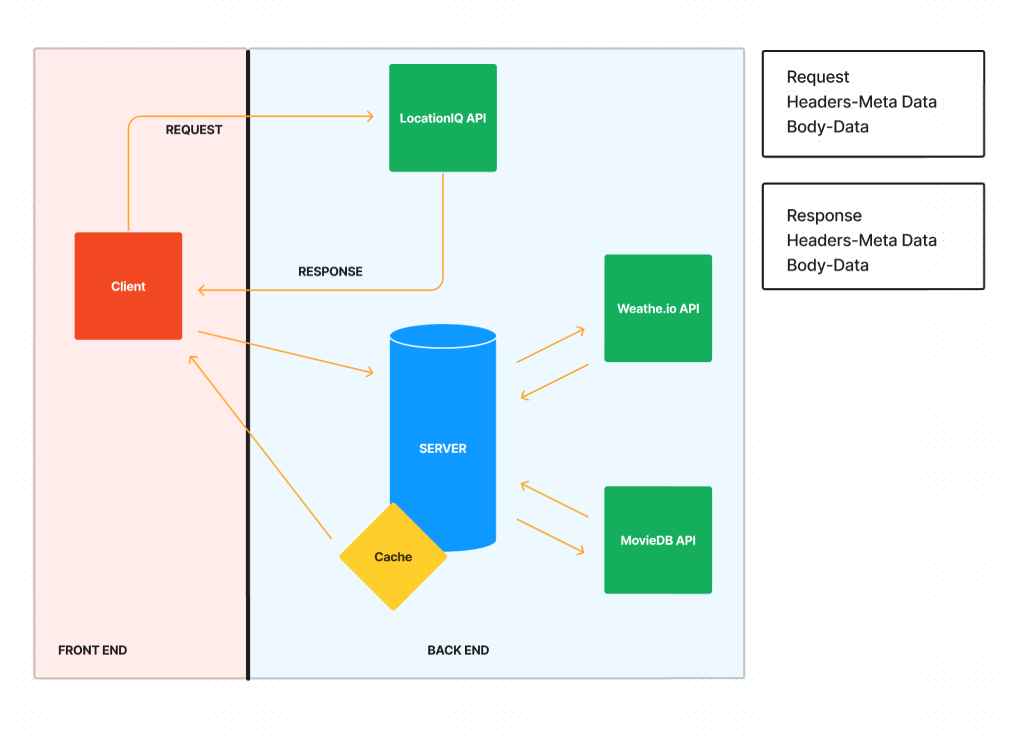 LocationIQ API
REQUEST
Client
RESPONSE
Weathe.io API
SERVER
MovieDB API
Cache
FRONT END
BACK END
Request
Headers-Meta Data
Body-Data
Response
Headers-Meta Data
Body-Data